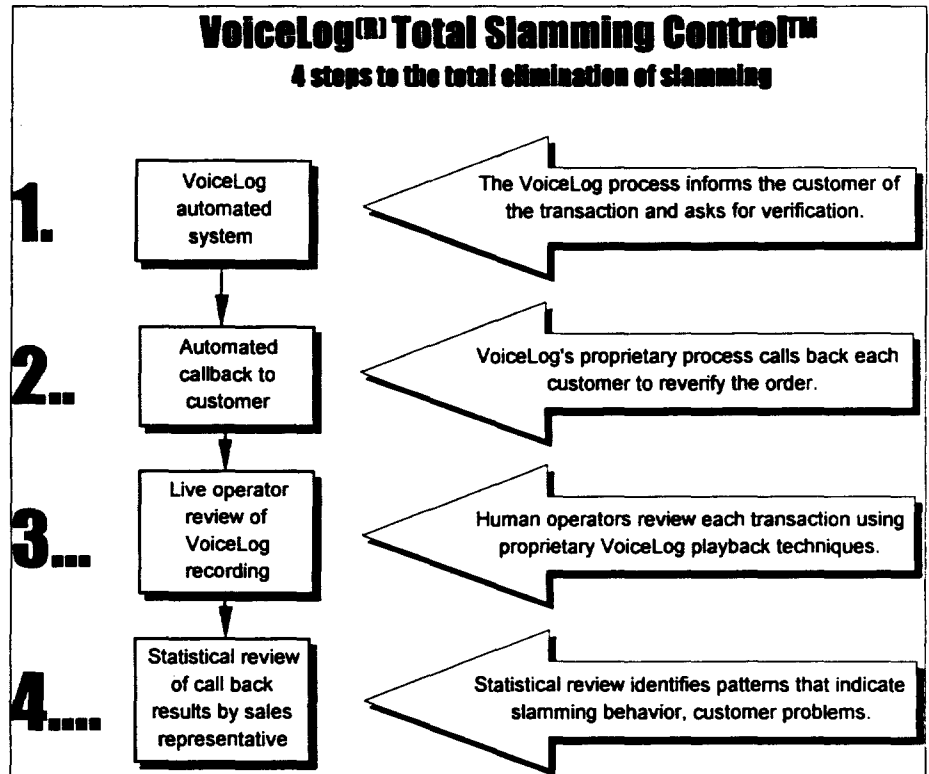 VoiceLog(R) Total Slamming Control™
4 steps to the total elimination of slamming
1.
VoiceLog
automated
system
The VoiceLog process informs the customer of
the transaction and asks for verification.
2..
Automated
callback to
customer
VoiceLog's proprietary process calls back each
customer to reverify the order.
3...
Live operator
review of
VoiceLog
recording
Human operators review each transaction using
proprietary VoiceLog playback techniques.
4....
Statistical review
of call back
results by sales
representative
Statistical review identifies patterns that indicate
slamming behavior, customer problems.